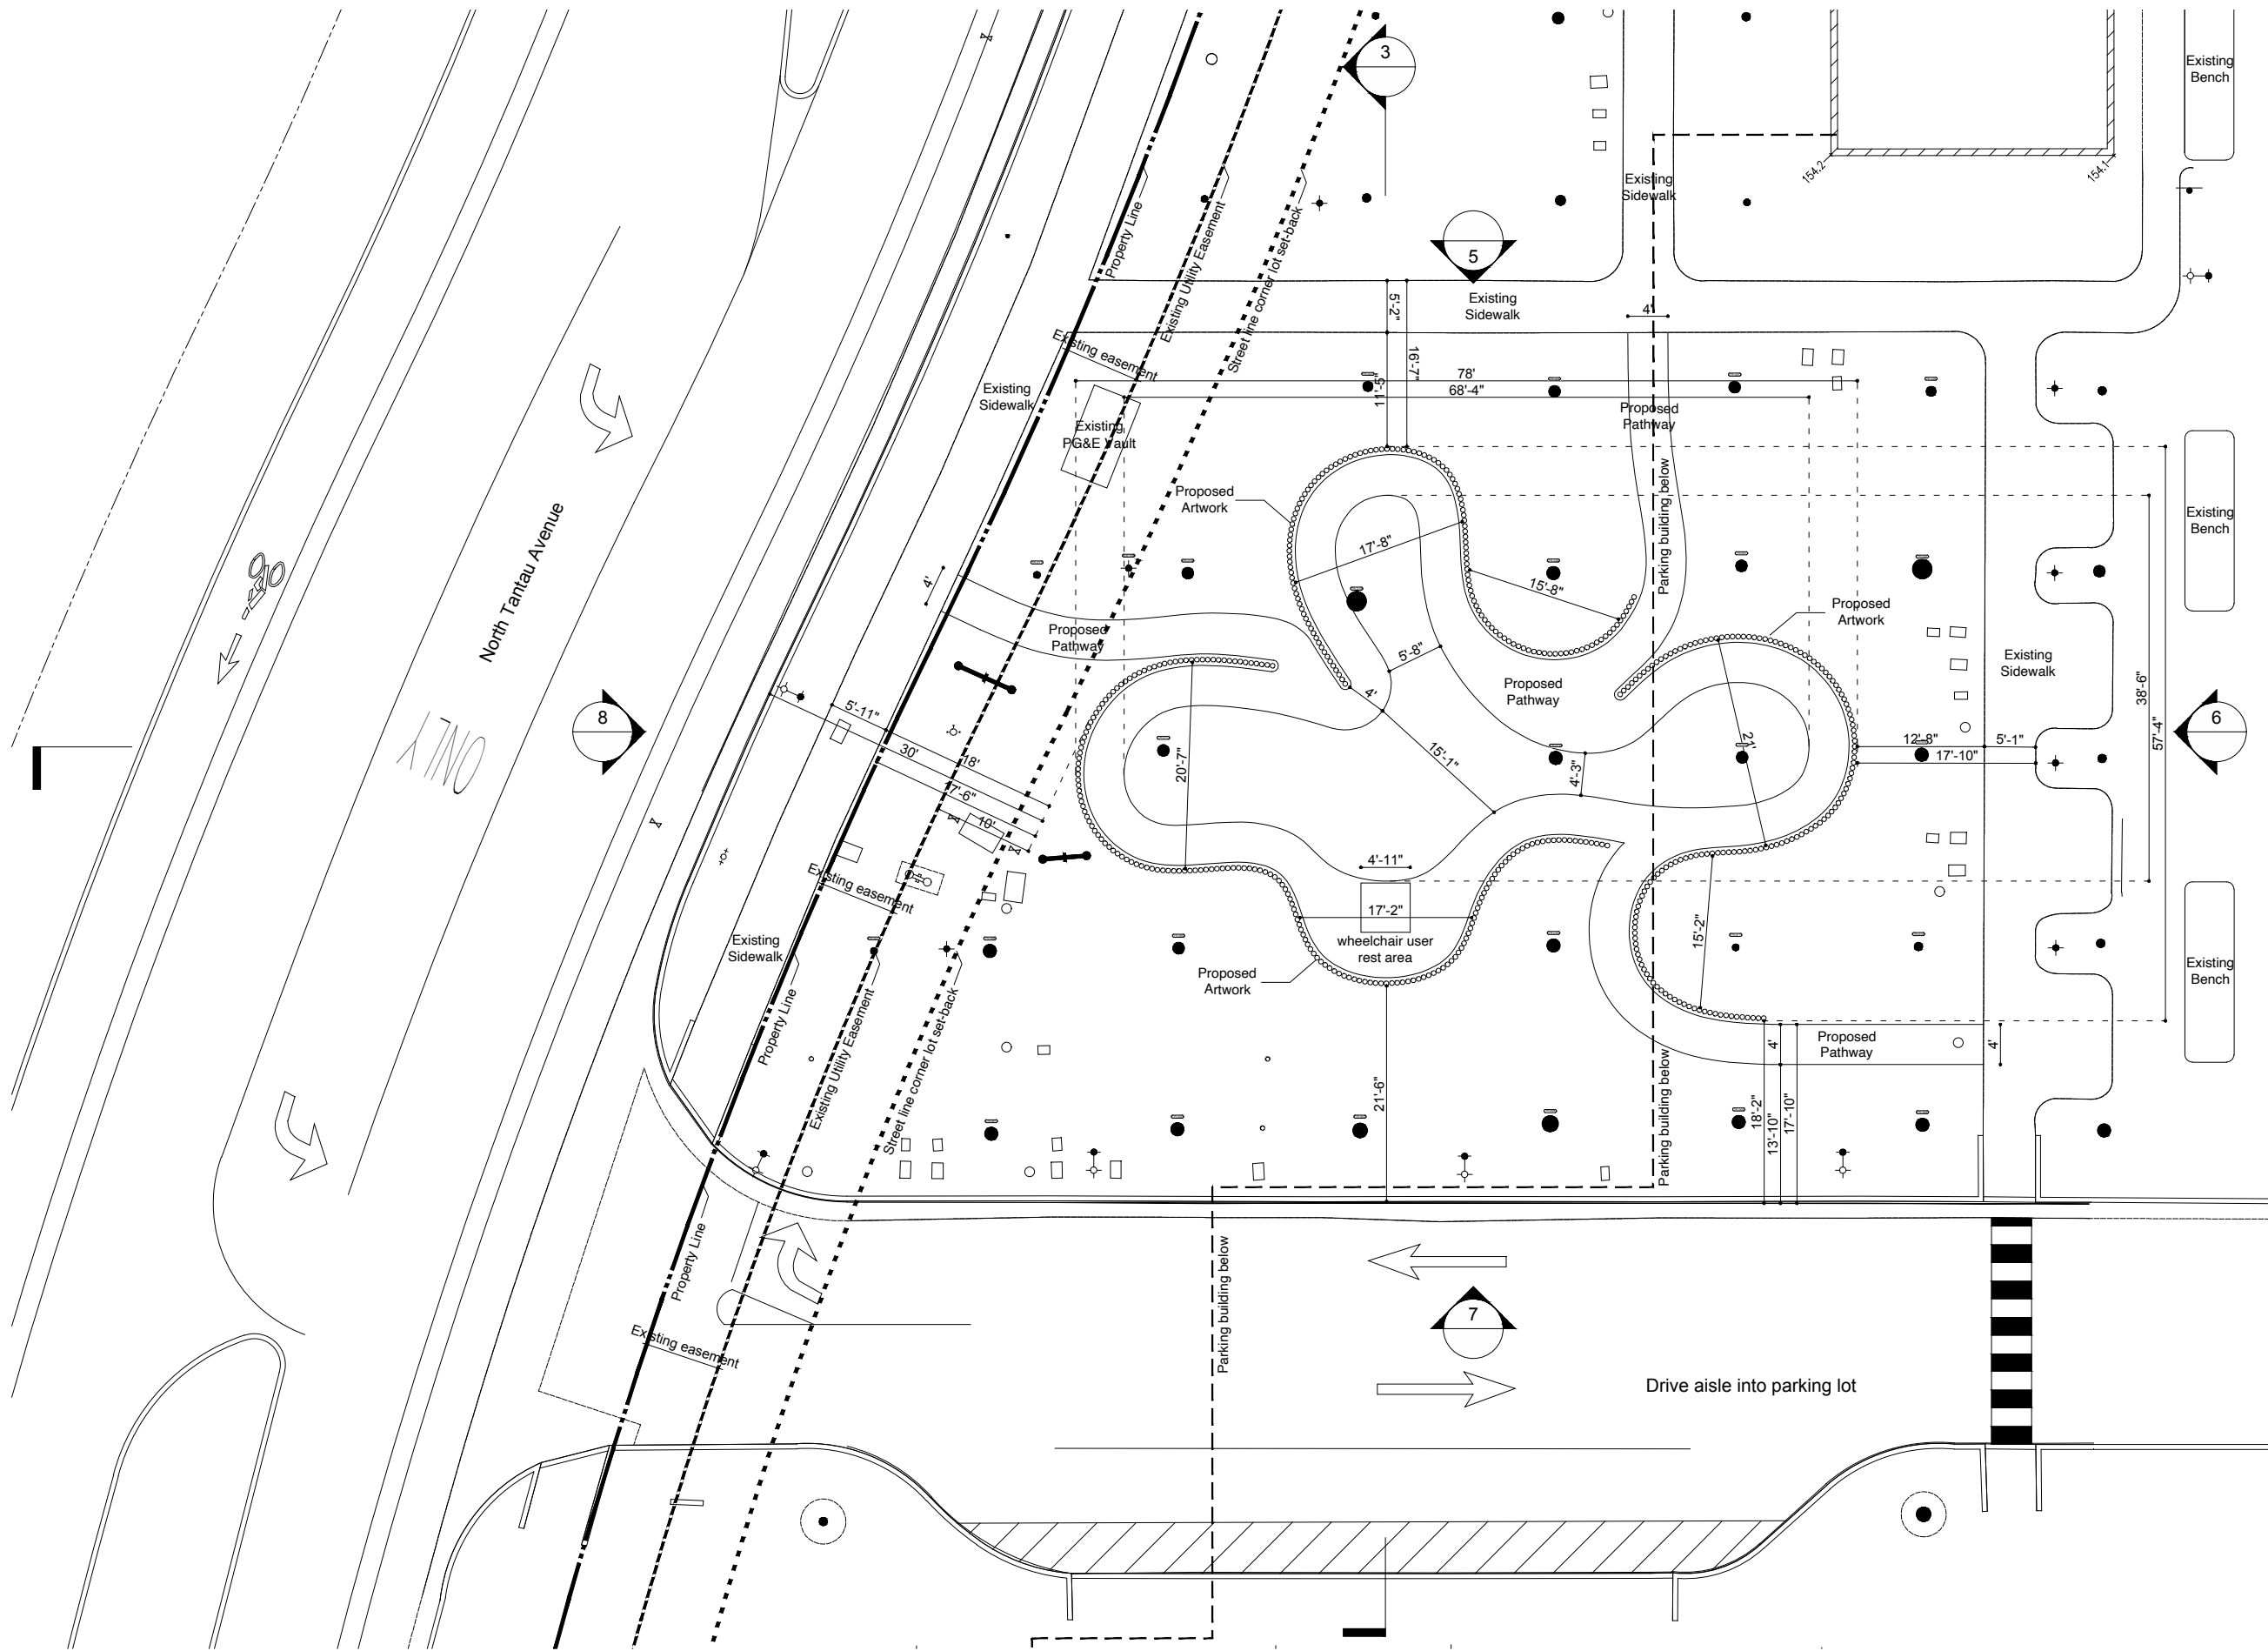 3
Existing
Bench
154.2
154.1
Existing
Sidewalk
Property Line
Existing Utility Easement
Street line corner lot set-back
5
5'-2"
Existing
Sidewalk
4'
Existing easement
16'-7"
11'-5"
78'
68'-4"
Existing
Sidewalk
Proposed
Pathway
Existing
PG&E Vault
Parking building below
Proposed
Artwork
Existing
Bench
North Tantau Avenue
17'-8"
15'-8"
4'
Proposed
Pathway
Proposed
Artwork
5'-8"
Existing
Sidewalk
4'
Proposed
Pathway
38'-6"
57'-4"
8
5'-11"
30'
18'
17'-6"
10'
20'-7"
15'-1"
4'-3"
21'
12'-8"
5'-1"
17'-10"
6
ONLY
4'-11"
Existing easement
17'-2"
wheelchair user
rest area
15'-2"
Existing
Sidewalk
Proposed
Artwork
Existing
Bench
Property Line
Existing Utility Easement
Street line corner lot set-back
Proposed
Pathway
4'
4'
21'-6"
Parking building below
18'-2"
13'-10"
17'-10"
Property Line
Parking building below
7
Existing easement
Drive aisle into parking lot